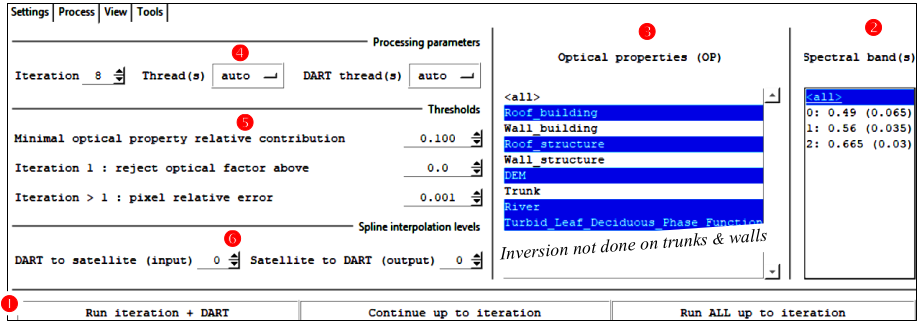 Settings Process View Tools
Processing parameters
4
Iteration 8 Thread(s) auto DART thread(s) auto
Thresholds
5
Minimal optical property relative contribution 0.100
Iteration 1 : reject optical factor above 0.0
Iteration > 1 : pixel relative error 0.001
Spline interpolation levels
6
DART to satellite (input) 0 Satellite to DART (output) 0
3
Optical properties (OP)
<all>
Roof_building
Wall_building
Roof_structure
Wall_structure
DEM
Trunk
River
Turbid_Leaf_Deciduous_Phase_Function
Inversion not done on trunks & walls
2
Spectral band(s)
<all>
0: 0.49 (0.065)
1: 0.56 (0.035)
2: 0.665 (0.03)
1
Run iteration + DART Continue up to iteration Run ALL up to iteration